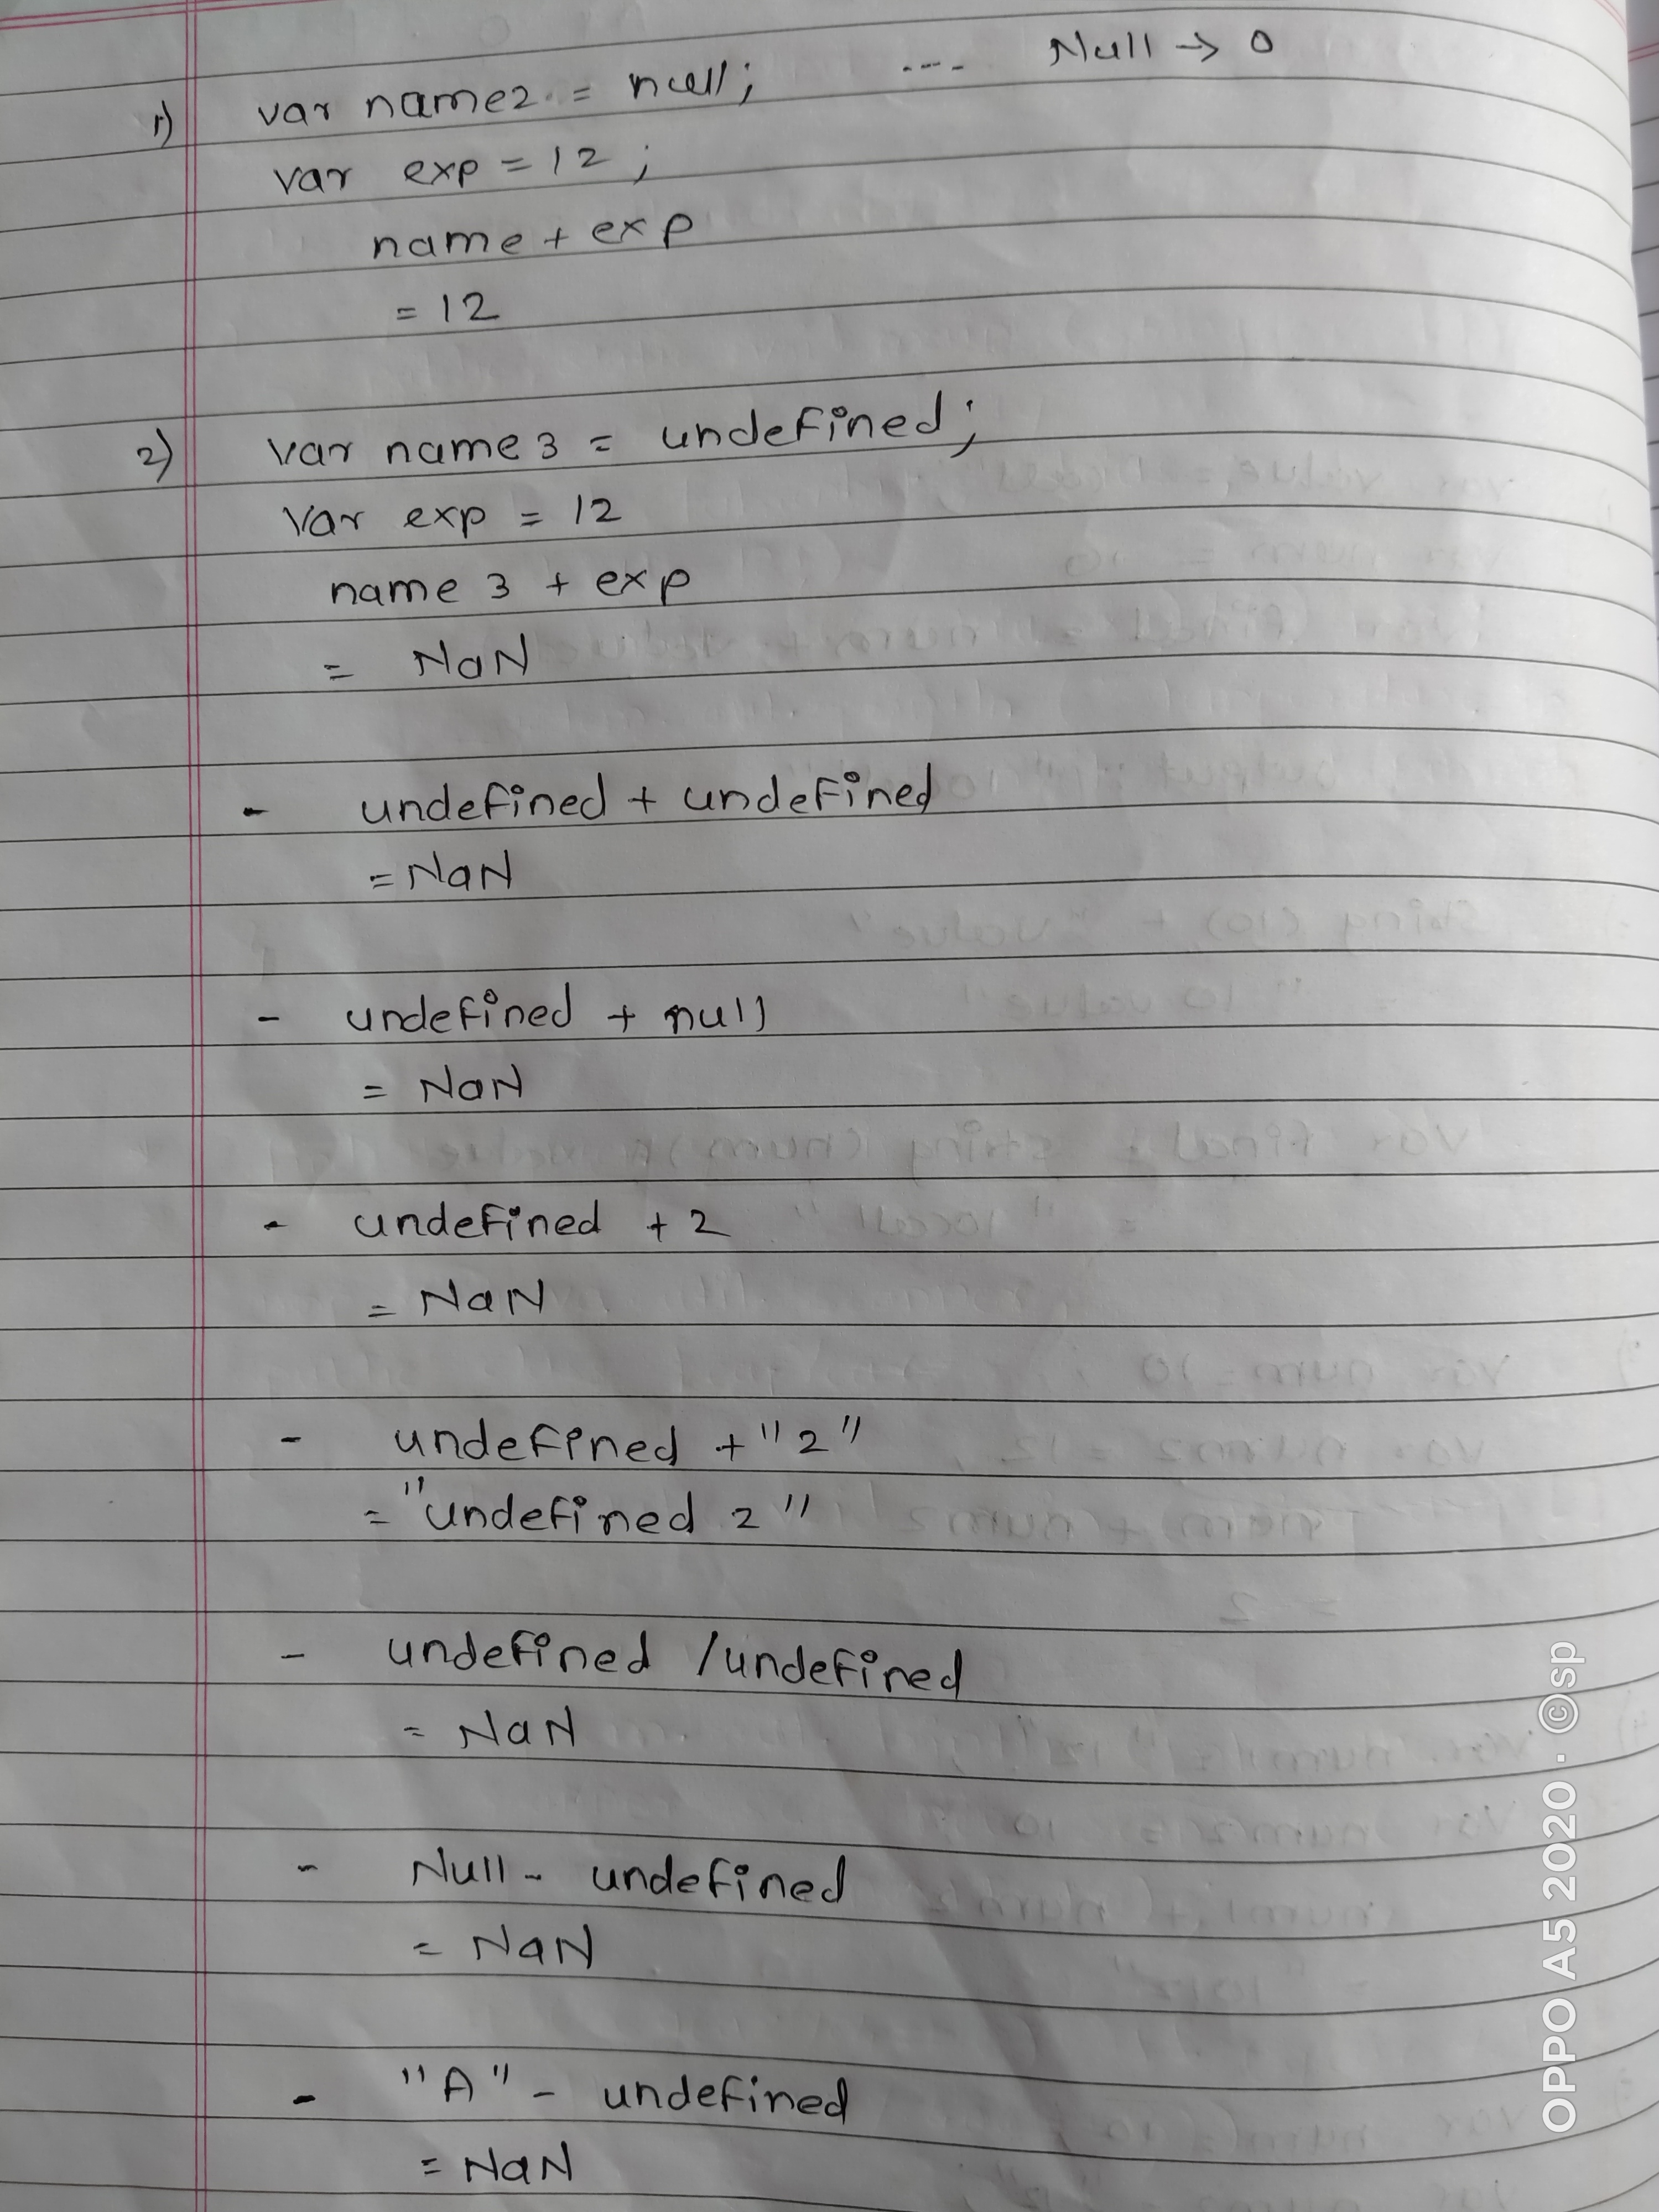 1) var name2 = null; ---- Null → 0
var exp = 12 ;
name + exp
= 12
2) var name 3 = undefined;
var exp = 12
name 3 + exp
= NaN
- undefined + undefined
= NaN
- undefined + null
= NaN
- undefined + 2
= NaN
- undefined + "2"
= "undefined 2"
- undefined / undefined
= NaN
- Null - undefined
= NaN
- "A" - undefined
= NaN
OPPO A5 2020 · ©sp